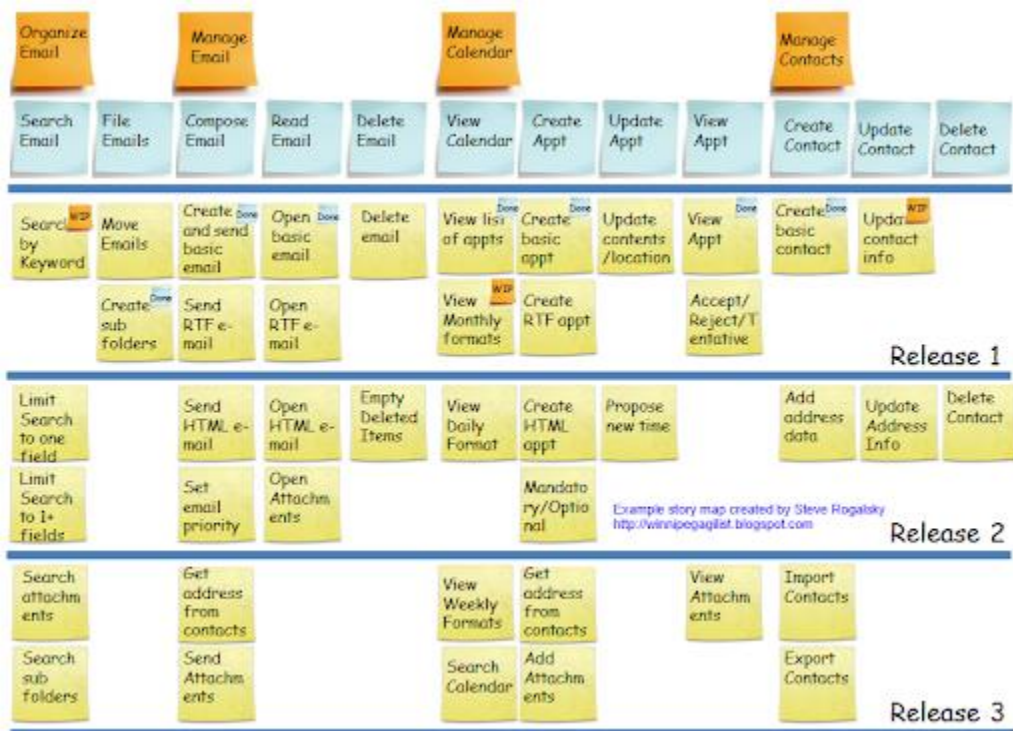 Organize
Email
Manage
Email
Manage
Calendar
Manage
Contacts
Search
Email
File
Emails
Compose
Email
Read
Email
Delete
Email
View
Calendar
Create
Appt
Update
Appt
View
Appt
Create
Contact
Update
Contact
Delete
Contact
Search
by
Keyword
WIP
Move
Emails
Create
and send
basic
email
Done
Open
basic
email
Done
Delete
email
View list
of appts
Done
Create
basic
appt
Done
Update
contents
/location
View
Appt
Done
Create
basic
contact
Done
Updat
contact
info
WIP
Create
sub
folders
Done
Send
RTF e-
mail
Open
RTF e-
mail
View
Monthly
formats
WIP
Create
RTF appt
Accept/
Reject/T
entative
Release 1
Limit
Search
to one
field
Send
HTML e-
mail
Open
HTML e-
mail
Empty
Deleted
Items
View
Daily
Format
Create
HTML
appt
Propose
new time
Add
address
data
Update
Address
Info
Delete
Contact
Limit
Search
to 1+
fields
Set
email
priority
Open
Attachm
ents
Mandato
ry/Optio
nal
Example story map created by Steve Rogalsky
http://winnipegagilist.blogspot.com
Release 2
Search
attachm
ents
Get
address
from
contacts
View
Weekly
Formats
Get
address
from
contacts
View
Attachm
ents
Import
Contacts
Search
sub
folders
Send
Attachm
ents
Search
Calendar
Add
Attachm
ents
Export
Contacts
Release 3